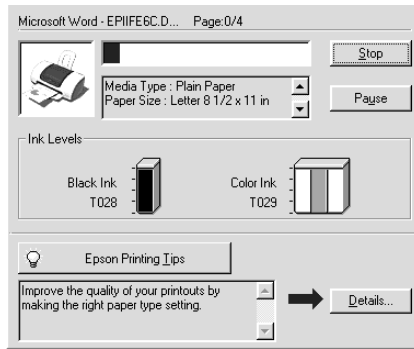 Microsoft Word - EPIIFE6C.D... Page:0/4
Stop
Media Type : Plain Paper
Paper Size : Letter 8 1/2 x 11 in
Pause
Ink Levels
Black Ink
T028
Color Ink
T029
Epson Printing Tips
Improve the quality of your printouts by
making the right paper type setting.
Details...